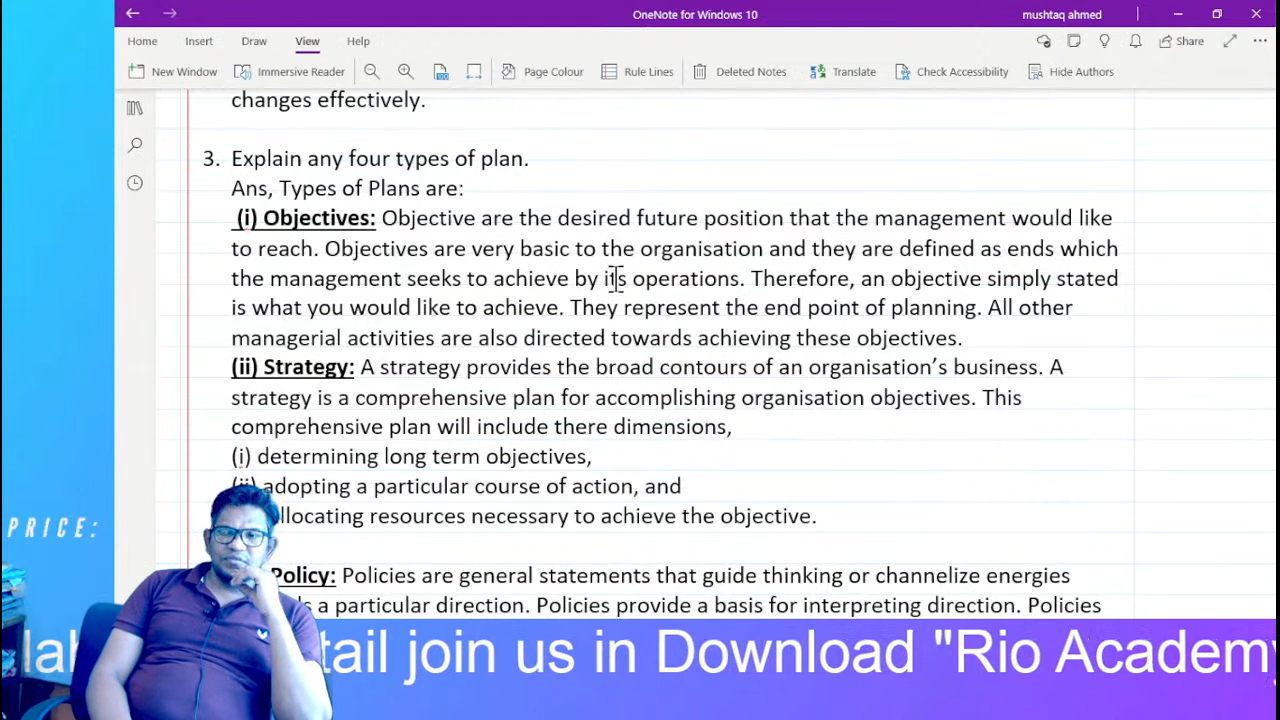 OneNote for Windows 10
mushtaq ahmed
Home Insert Draw View Help
Share
New Window Immersive Reader Page Colour Rule Lines Deleted Notes Translate Check Accessibility Hide Authors
changes effectively.
3. Explain any four types of plan.
Ans, Types of Plans are:
(i) Objectives: Objective are the desired future position that the management would like
to reach. Objectives are very basic to the organisation and they are defined as ends which
the management seeks to achieve by its operations. Therefore, an objective simply stated
is what you would like to achieve. They represent the end point of planning. All other
managerial activities are also directed towards achieving these objectives.
(ii) Strategy: A strategy provides the broad contours of an organisation’s business. A
strategy is a comprehensive plan for accomplishing organisation objectives. This
comprehensive plan will include there dimensions,
(i) determining long term objectives,
(ii) adopting a particular course of action, and
llocating resources necessary to achieve the objective.
PRICE:
Policy: Policies are general statements that guide thinking or channelize energies
a particular direction. Policies provide a basis for interpreting direction. Policies
tail join us in Download "Rio Academy